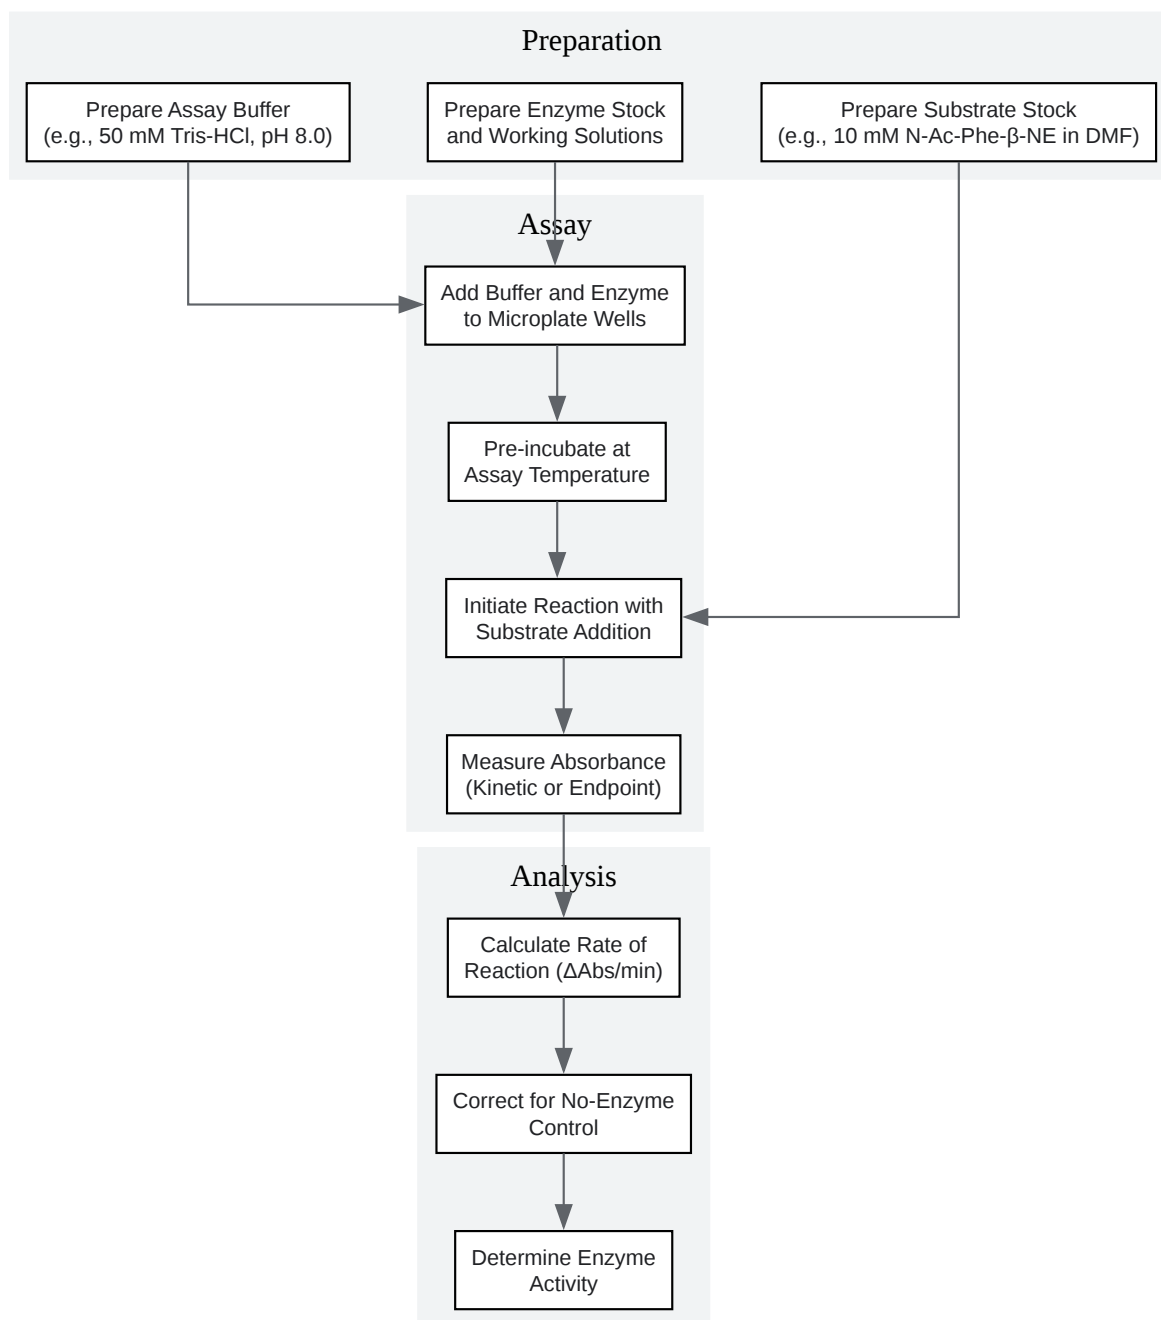 Preparation
Prepare Assay Buffer
(e.g., 50 mM Tris-HCl, pH 8.0)
Prepare Enzyme Stock
and Working Solutions
Prepare Substrate Stock
(e.g., 10 mM N-Ac-Phe-β-NE in DMF)
Assay
Add Buffer and Enzyme
to Microplate Wells
Pre-incubate at
Assay Temperature
Initiate Reaction with
Substrate Addition
Measure Absorbance
(Kinetic or Endpoint)
Analysis
Calculate Rate of
Reaction (ΔAbs/min)
Correct for No-Enzyme
Control
Determine Enzyme
Activity